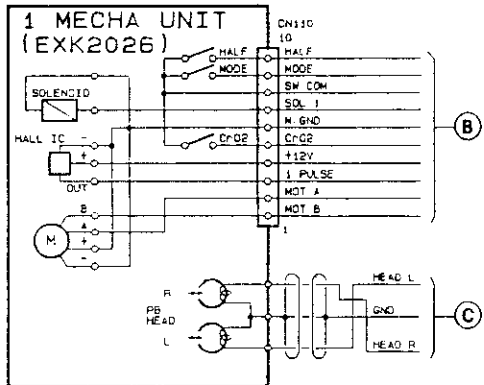 1 MECHA UNIT
(EXK2026)
CN110
10
HALF
HALF
MODE
MODE
SW COM
SOLENOID
SOL 1
M.GND
HALL IC
-
CrO2
CrO2
+
+12V
OUT
1 PULSE
MOT A
B
MOT B
A
M
+
-
1
B
R
HEAD L
PB
HEAD
GND
C
L
HEAD R